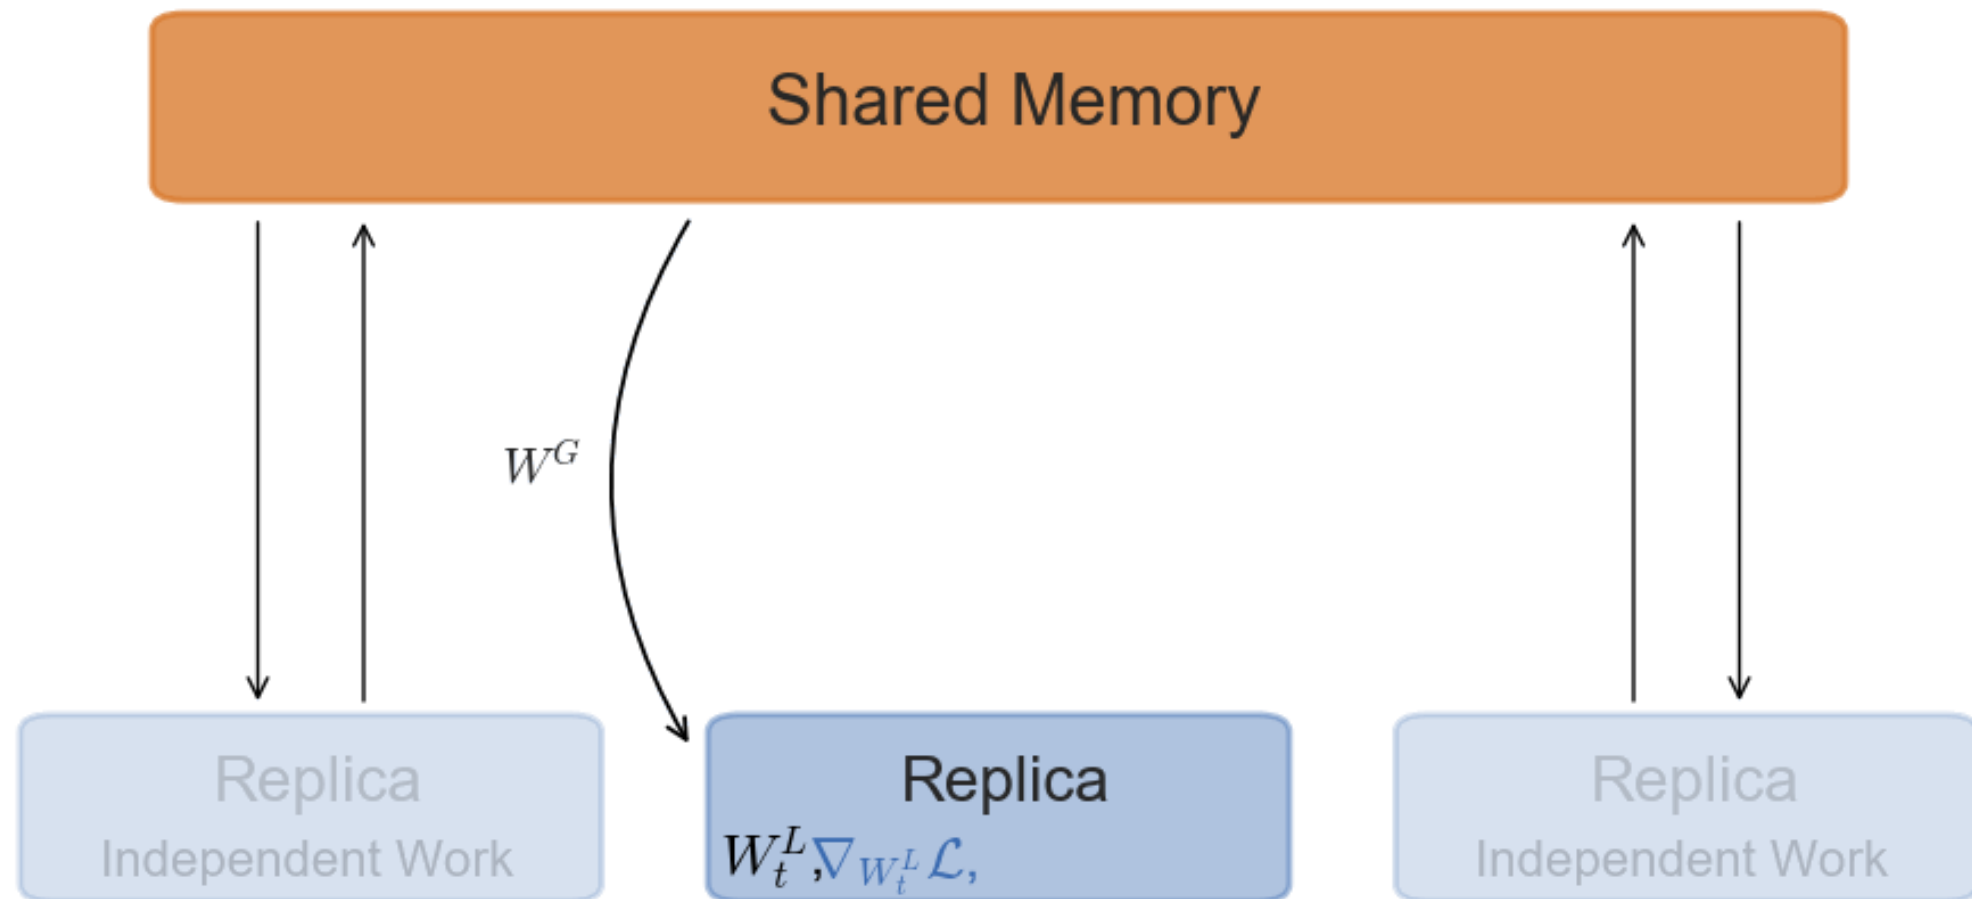 Shared Memory
W^G
Replica
Independent Work
Replica
W_t^L, ∇_{W_t^L} ℒ,
Replica
Independent Work